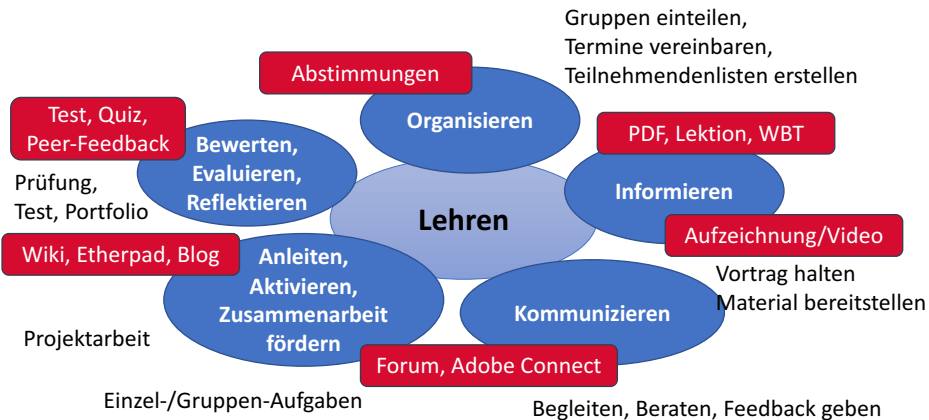 Gruppen einteilen,
Termine vereinbaren,
Teilnehmendenlisten erstellen
Abstimmungen
Organisieren
Test, Quiz,
Peer-Feedback
Bewerten,
Evaluieren,
Reflektieren
Prüfung,
Test, Portfolio
PDF, Lektion, WBT
Informieren
Aufzeichnung/Video
Vortrag halten
Material bereitstellen
Lehren
Wiki, Etherpad, Blog
Anleiten,
Aktivieren,
Zusammenarbeit
fördern
Projektarbeit
Einzel-/Gruppen-Aufgaben
Kommunizieren
Forum, Adobe Connect
Begleiten, Beraten, Feedback geben